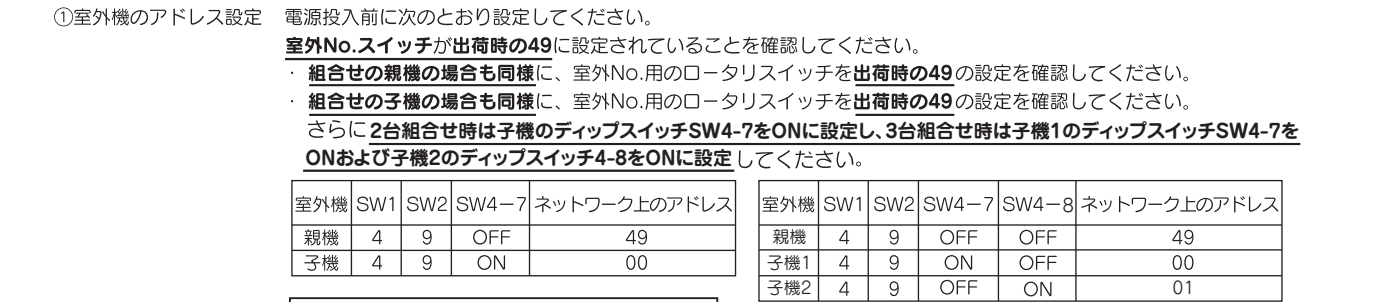 ①室外機のアドレス設定　電源投入前に次のとおり設定してください。
室外No.スイッチが出荷時の49に設定されていることを確認してください。
・組合せの親機の場合も同様に、室外No.用のロータリスイッチを出荷時の49の設定を確認してください。
・組合せの子機の場合も同様に、室外No.用のロータリスイッチを出荷時の49の設定を確認してください。
さらに2台組合せ時は子機のディップスイッチSW4-7をONに設定し、3台組合せ時は子機1のディップスイッチSW4-7を
ONおよび子機2のディップスイッチ4-8をONに設定してください。
室外機 SW1 SW2 SW4－7 ネットワーク上のアドレス
親機 4 9 OFF 49
子機 4 9 ON 00
室外機 SW1 SW2 SW4－7 SW4－8 ネットワーク上のアドレス
親機 4 9 OFF OFF 49
子機1 4 9 ON OFF 00
子機2 4 9 OFF ON 01